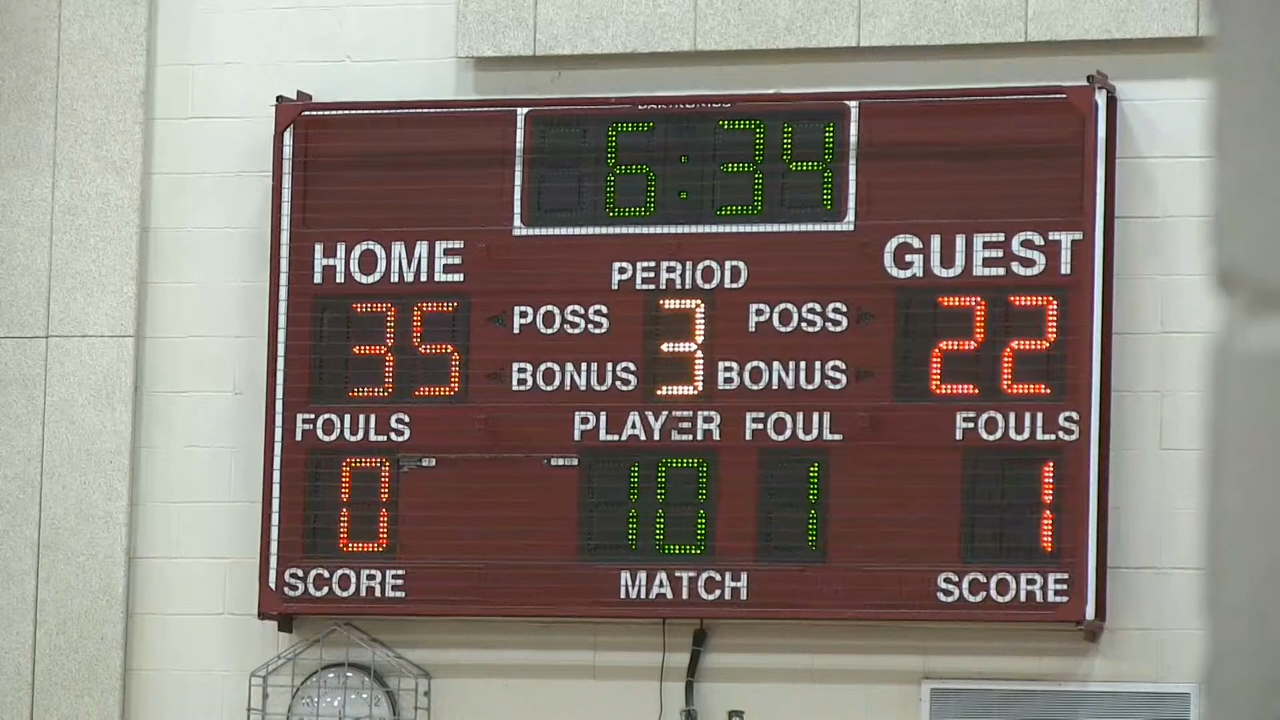 DAKTRONICS
6:34
HOME PERIOD GUEST
35 POSS 3 POSS 22
BONUS BONUS
FOULS PLAYER FOUL FOULS
0 10 1 1
SCORE MATCH SCORE